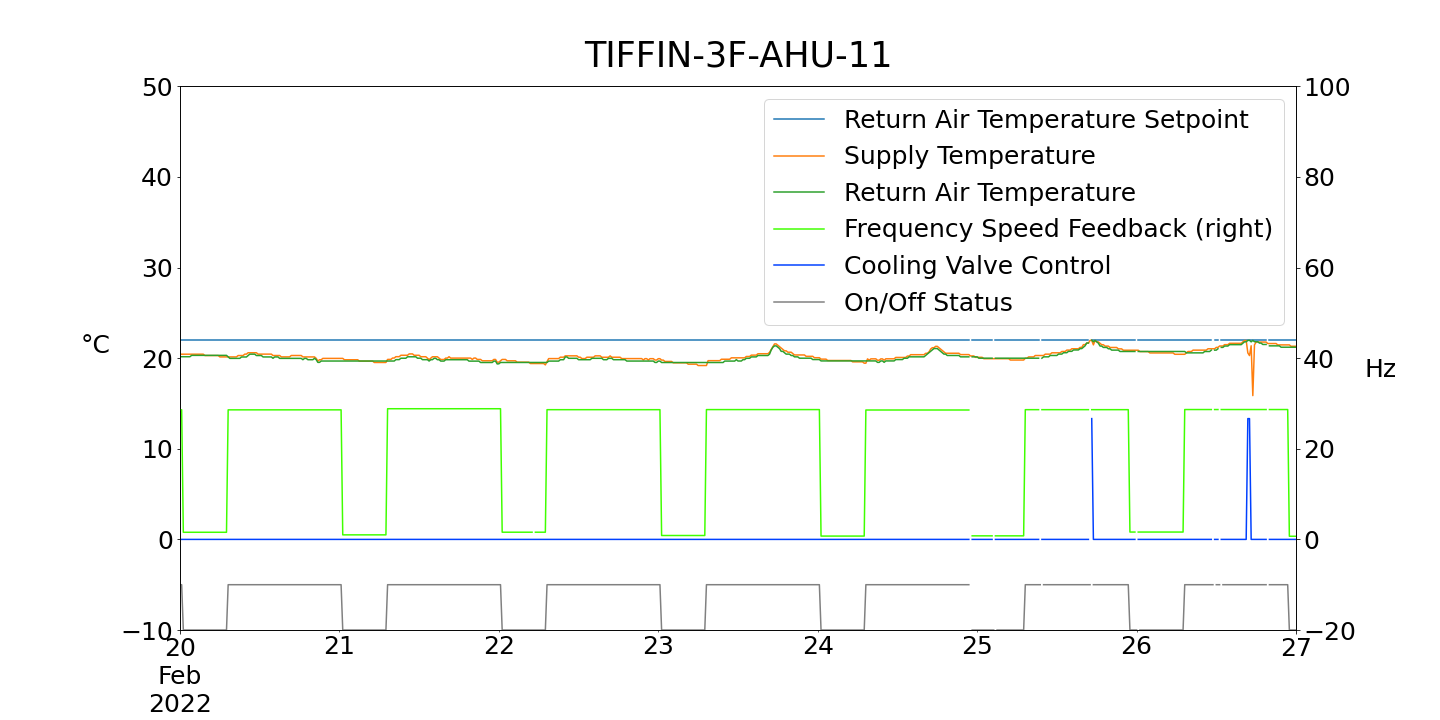 TIFFIN-3F-AHU-11
50
40
30
20
10
0
−10
°C
100
80
60
40
20
0
−20
Hz
Return Air Temperature Setpoint
Supply Temperature
Return Air Temperature
Frequency Speed Feedback (right)
Cooling Valve Control
On/Off Status
20 21 22 23 24 25 26 27
Feb
2022